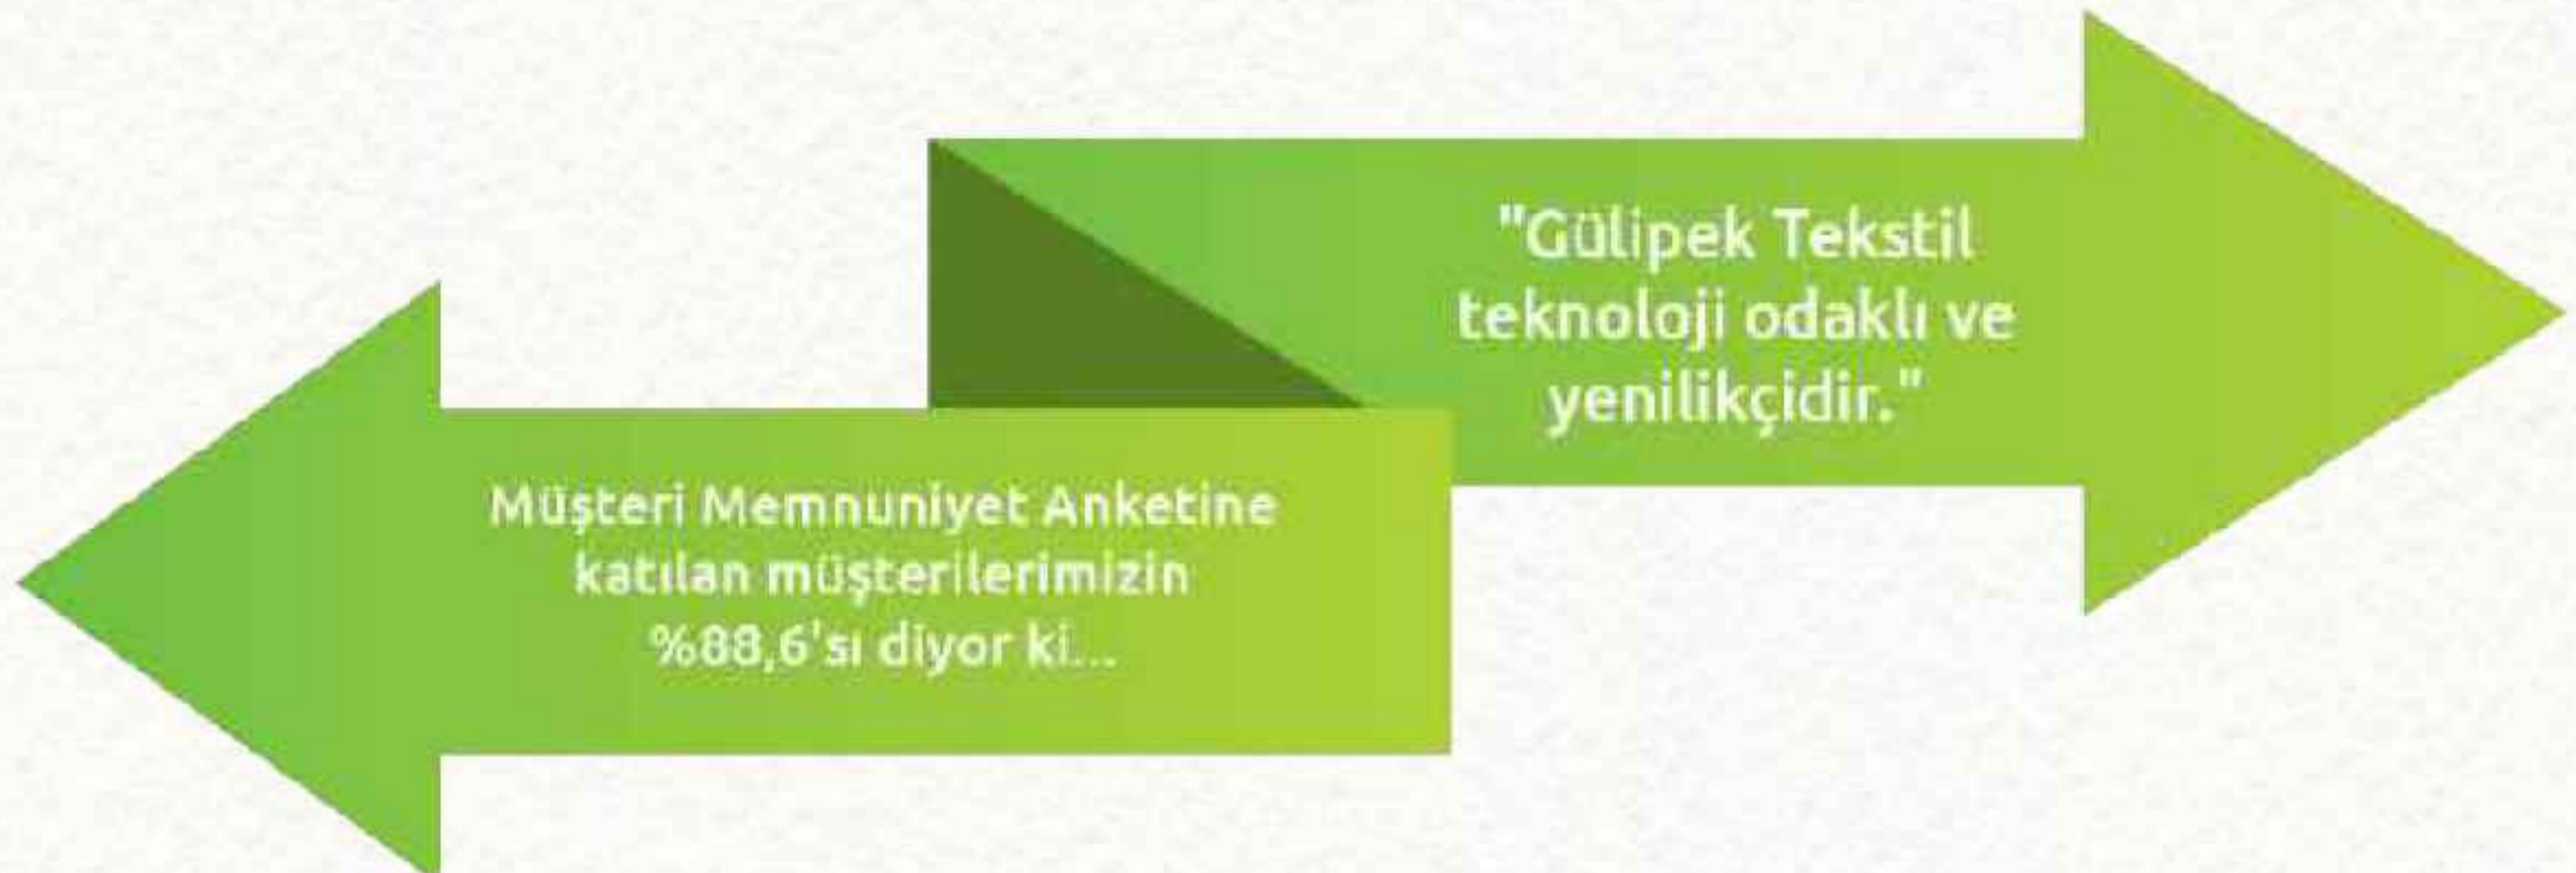 Müşteri Memnuniyet Anketine
katılan müşterilerimizin
%88,6'sı diyor ki...
"Gülipek Tekstil
teknoloji odaklı ve
yenilikçidir."